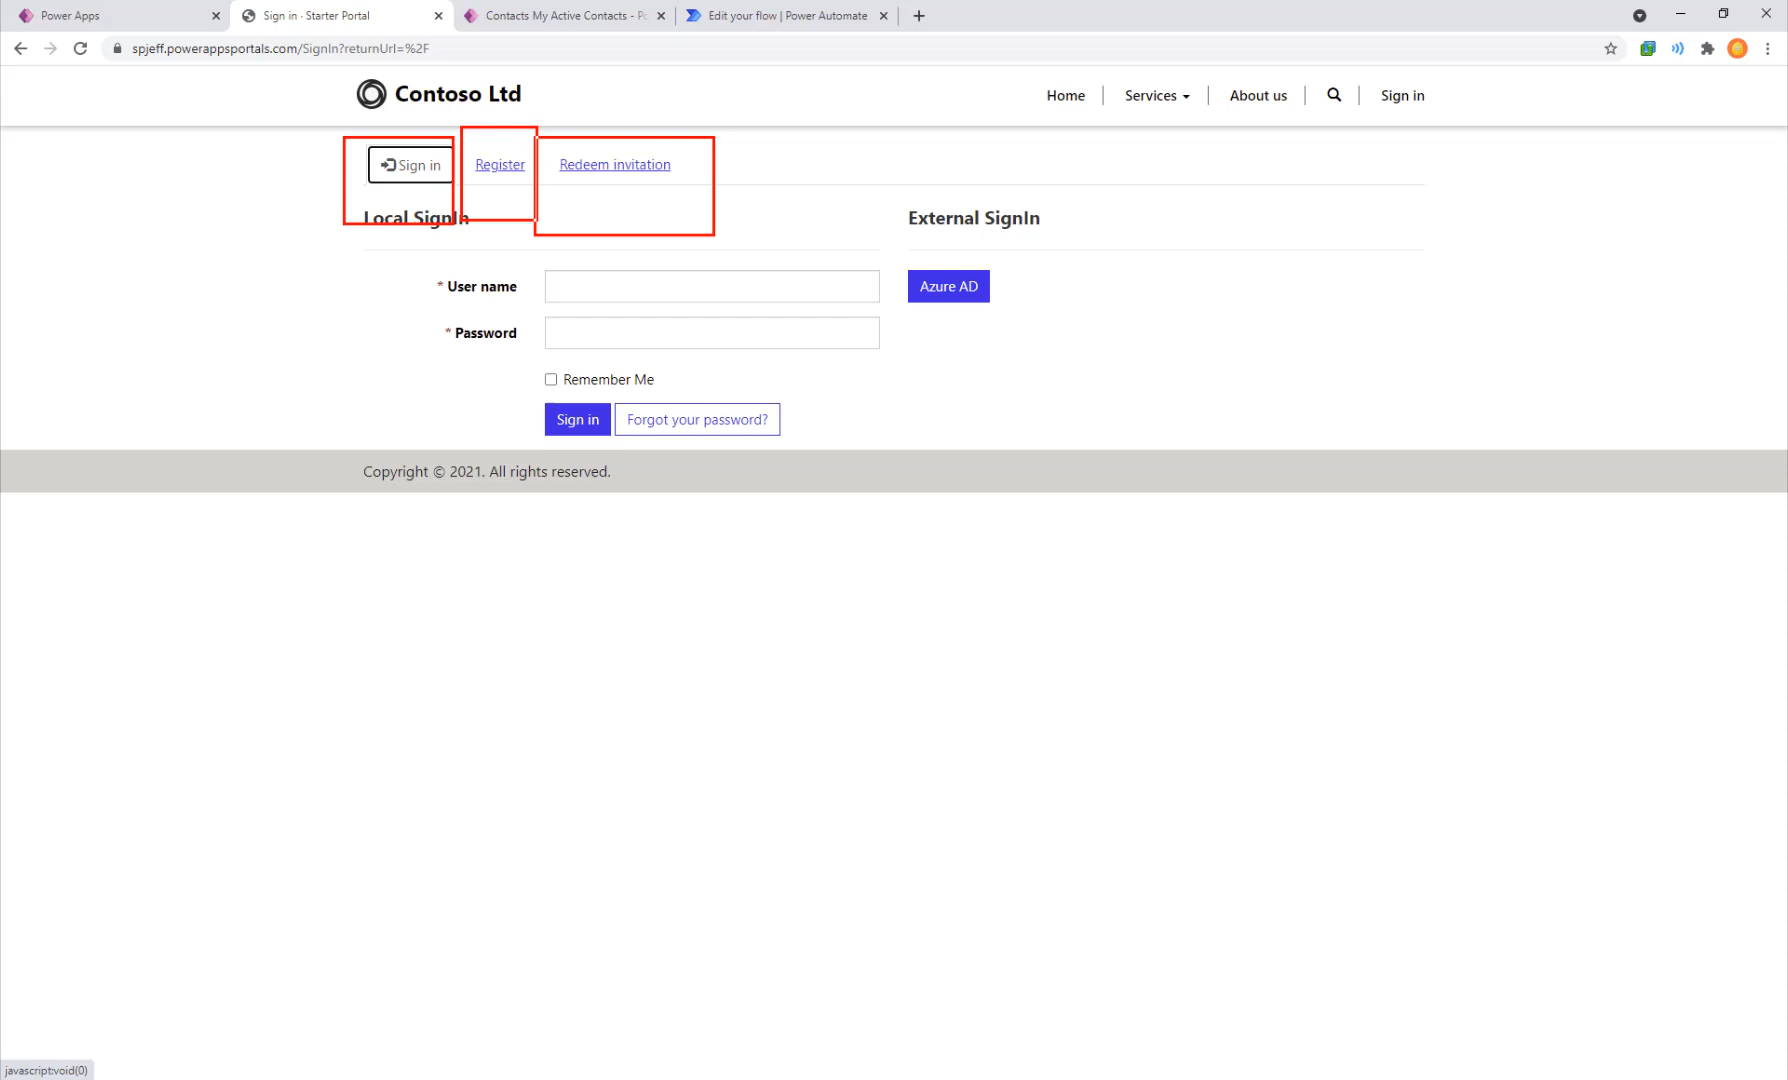 Power Apps
Sign in · Starter Portal
Contacts My Active Contacts - Po
Edit your flow | Power Automate
spjeff.powerappsportals.com/SignIn?returnUrl=%2F
Contoso Ltd
Home
Services
About us
Sign in
Sign in
Register
Redeem invitation
Local SignIn
External SignIn
* User name
Azure AD
* Password
Remember Me
Sign in
Forgot your password?
Copyright © 2021. All rights reserved.
javascript:void(0)